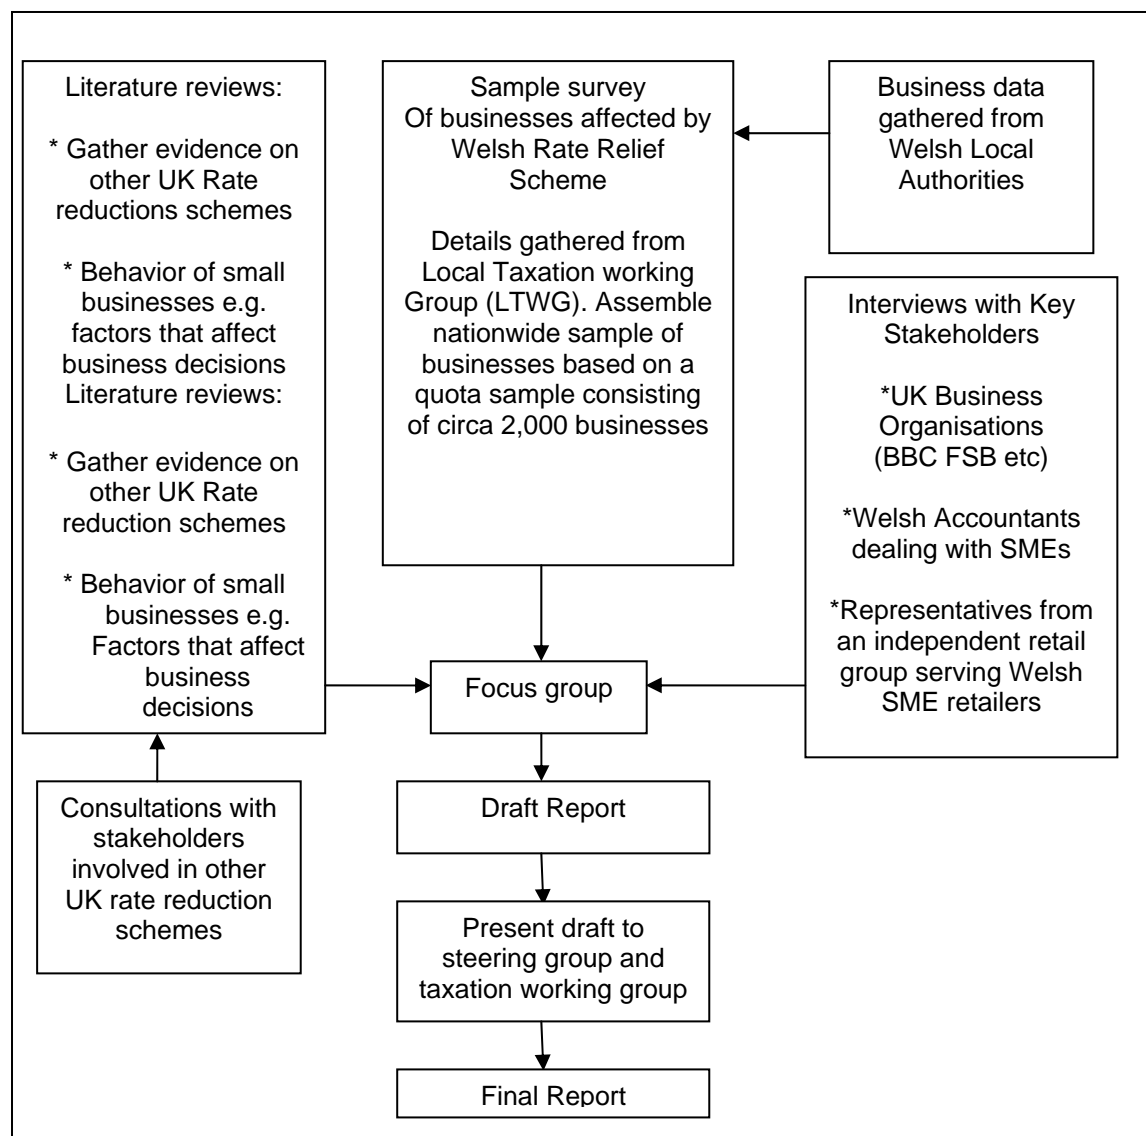 Literature reviews:
* Gather evidence on
other UK Rate
reductions schemes
* Behavior of small
businesses e.g.
factors that affect
business decisions
Literature reviews:
* Gather evidence on
other UK Rate
reduction schemes
* Behavior of small
businesses e.g.
Factors that affect
business
decisions
Sample survey
Of businesses affected by
Welsh Rate Relief
Scheme
Details gathered from
Local Taxation working
Group (LTWG). Assemble
nationwide sample of
businesses based on a
quota sample consisting
of circa 2,000 businesses
Business data
gathered from
Welsh Local
Authorities
Interviews with Key
Stakeholders
*UK Business
Organisations
(BBC FSB etc)
*Welsh Accountants
dealing with SMEs
*Representatives from
an independent retail
group serving Welsh
SME retailers
Focus group
Consultations with
stakeholders
involved in other
UK rate reduction
schemes
Draft Report
Present draft to
steering group and
taxation working group
Final Report